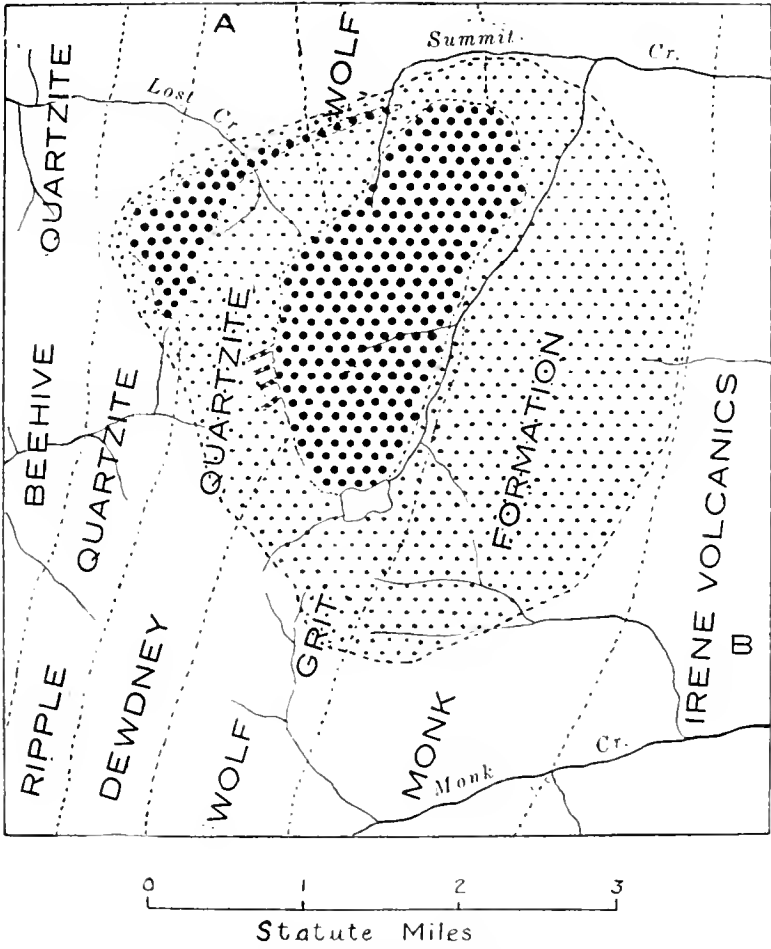 A
WOLF
Summit.
Cr.
QUARTZITE
Lost
Cr
QUARTZITE
FORMATION
BEEHIVE
QUARTZITE
IRENE VOLCANICS
GRIT
B
RIPPLE
DEWDNEY
WOLF
MONK
Monk
Cr.
0 1 2 3
Statute Miles